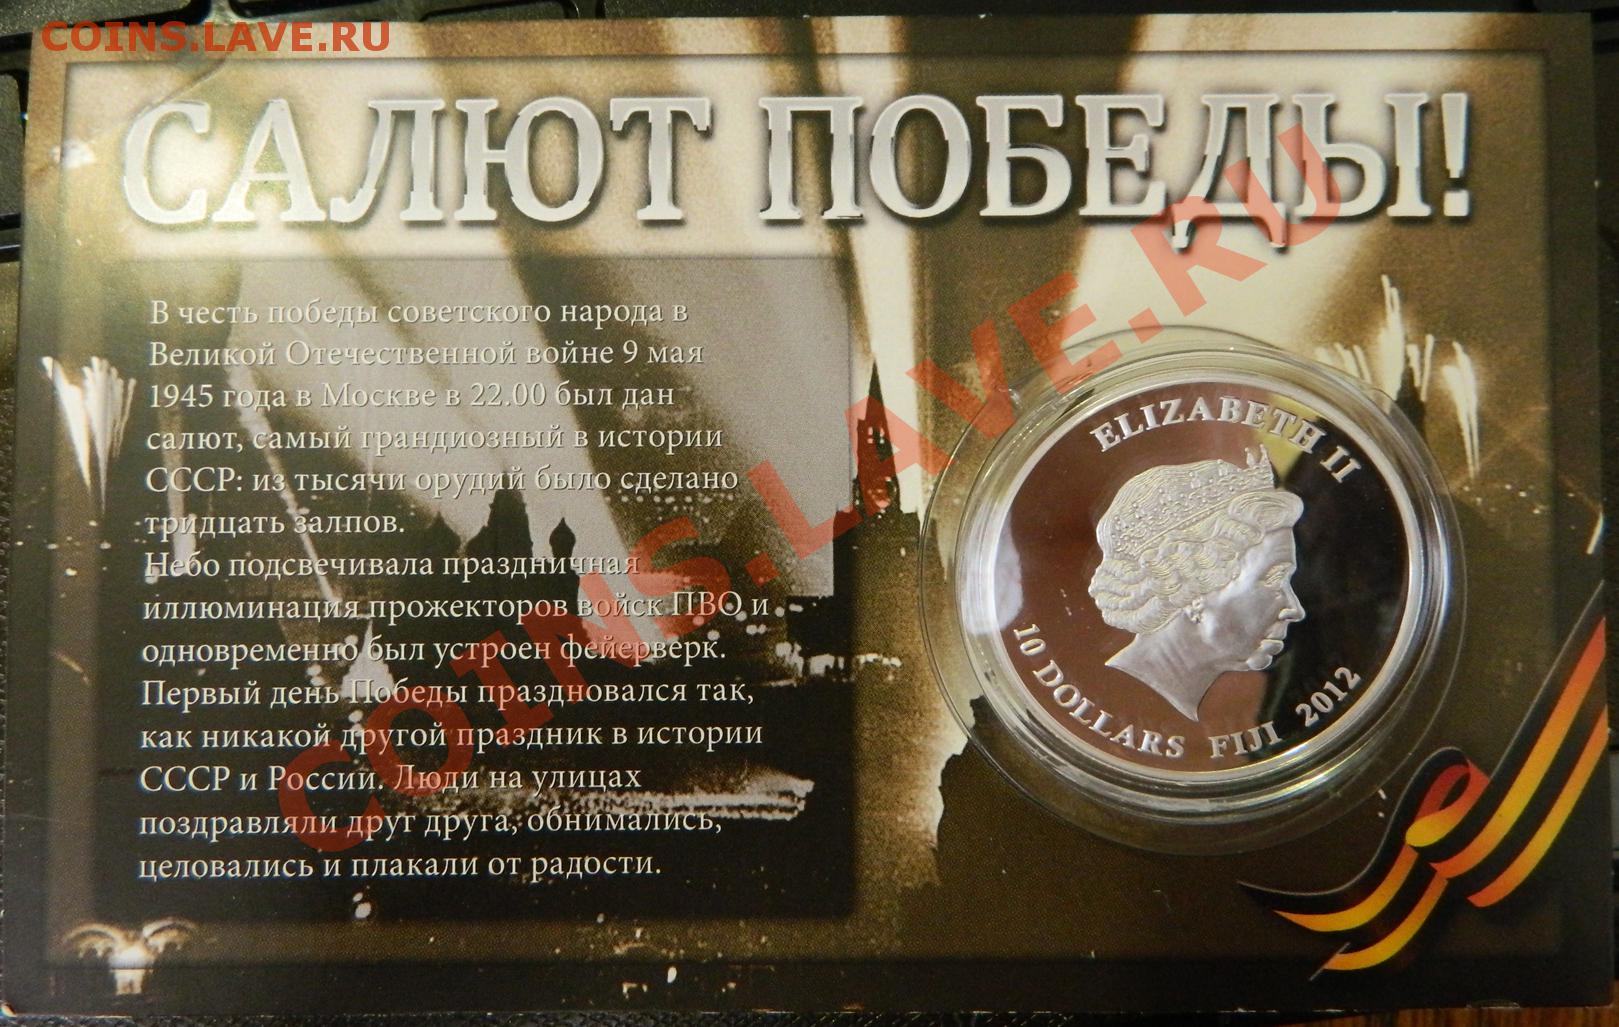 COINS.LAVE.RU
САЛЮТ ПОБЕДЫ!
В честь победы советского народа в
Великой Отечественной войне 9 мая
1945 года в Москве в 22.00 был дан
салют, самый грандиозный в истории
СССР: из тысячи орудий было сделано
тридцать залпов.
Небо подсвечивала праздничная
иллюминация прожекторов войск ПВО и
одновременно был устроен фейерверк.
Первый день Победы праздновался так,
как никакой другой праздник в истории
СССР и России. Люди на улицах
поздравляли друг друга, обнимались,
целовались и плакали от радости.
ELIZABETH II
10 DOLLARS FIJI 2012
COINS.LAVE.RU